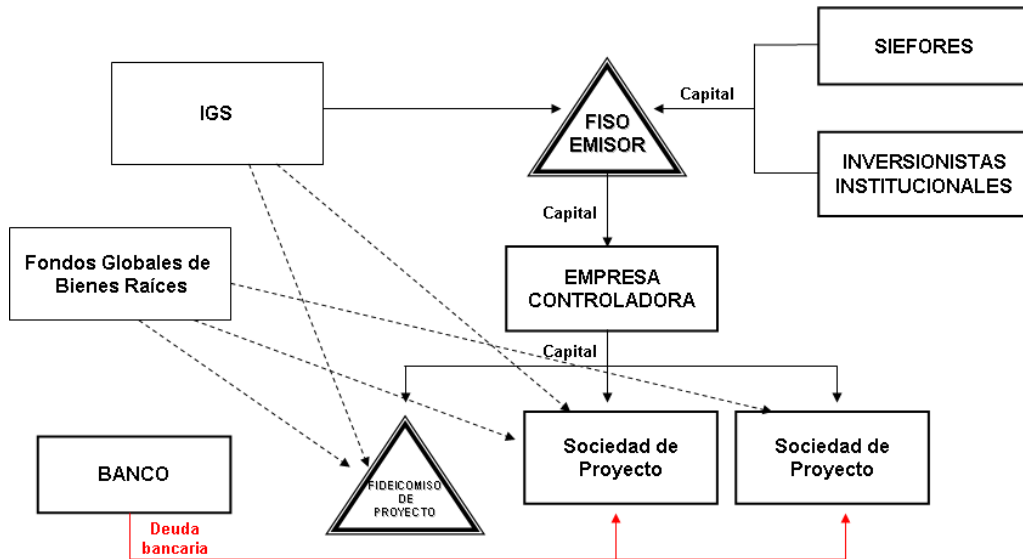 SIEFORES
IGS
Capital
FISO
EMISOR
INVERSIONISTAS
INSTITUCIONALES
Capital
Fondos Globales de
Bienes Raíces
EMPRESA
CONTROLADORA
Capital
BANCO
FIDEICOMISO
DE
PROYECTO
Sociedad de
Proyecto
Sociedad de
Proyecto
Deuda
bancaria